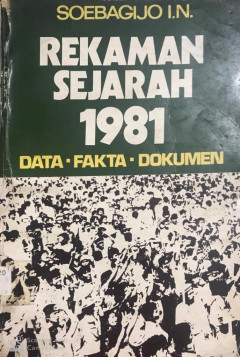 SOEBAGIJO I.N.
REKAMAN
SEJARAH
1981
DATA · FAKTA · DOKUMEN